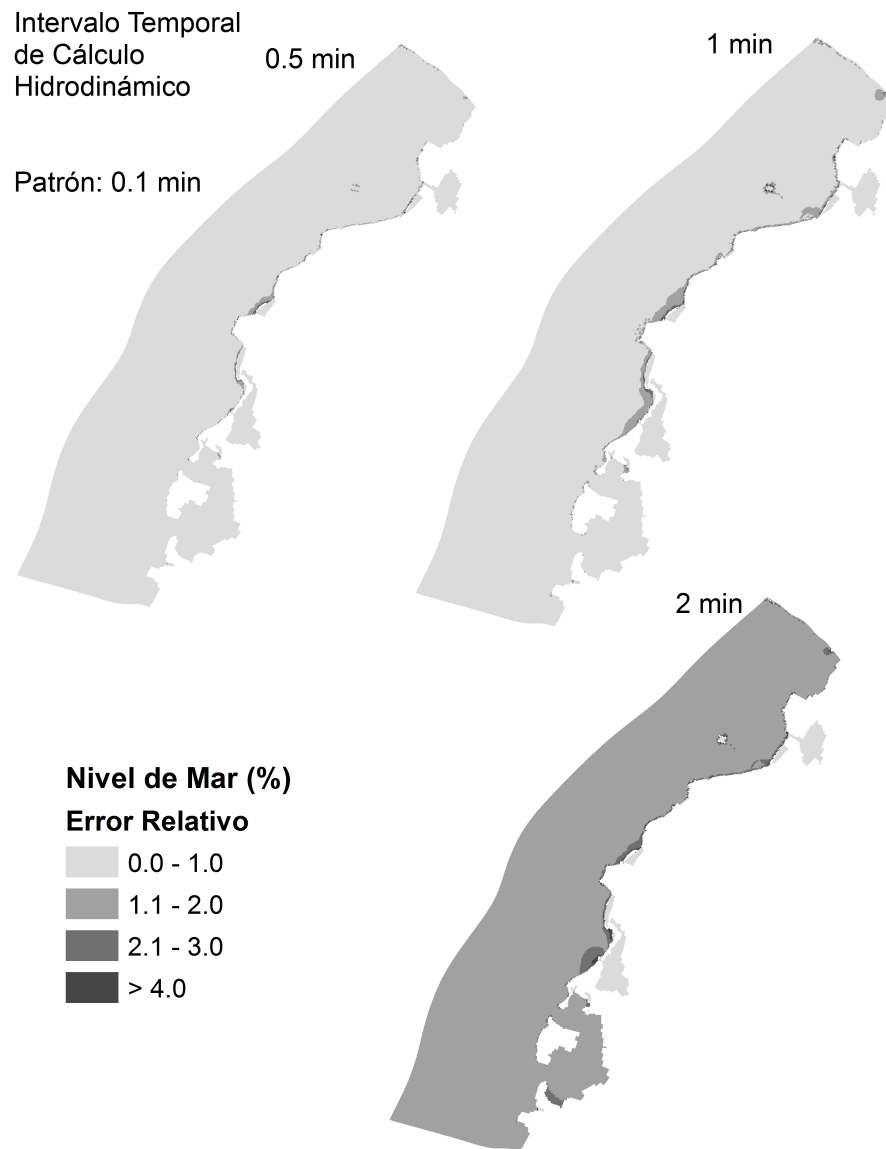 Intervalo Temporal
de Cálculo
Hidrodinámico
0.5 min
1 min
Patrón: 0.1 min
2 min
Nivel de Mar (%)
Error Relativo
0.0 - 1.0
1.1 - 2.0
2.1 - 3.0
> 4.0